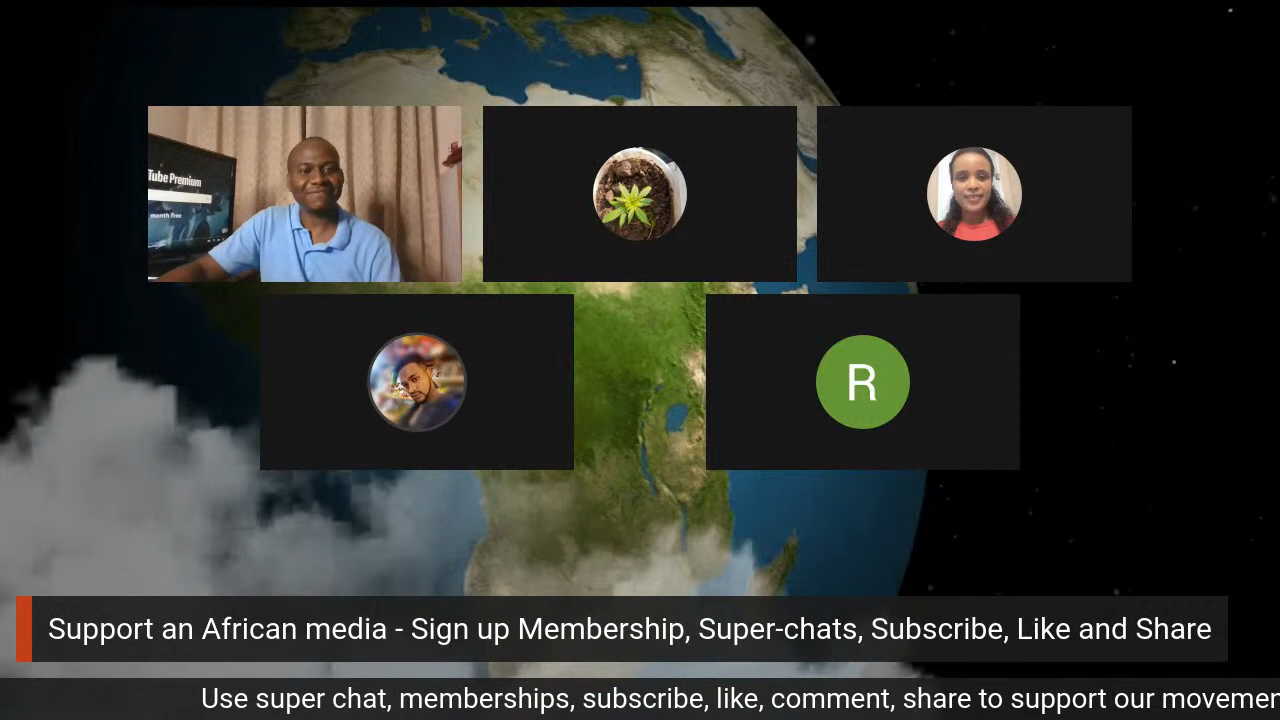 Tube Premium
month free
R
Support an African media - Sign up Membership, Super-chats, Subscribe, Like and Share
Use super chat, memberships, subscribe, like, comment, share to support our movemen